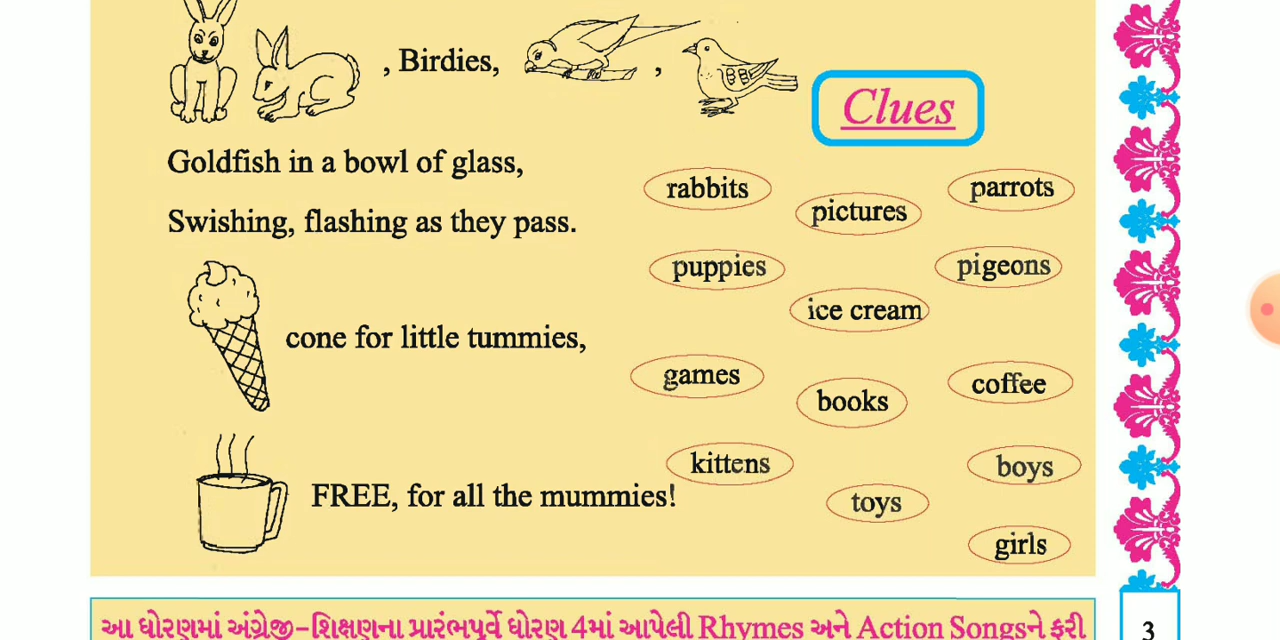 , Birdies, ,
Clues
Goldfish in a bowl of glass,
Swishing, flashing as they pass.
cone for little tummies,
FREE, for all the mummies!
rabbits
pictures
parrots
puppies
pigeons
ice cream
games
books
coffee
kittens
boys
toys
girls
આ ધોરણમાં અંગ્રેજી–શિક્ષણના પ્રારંભપૂર્વે ધોરણ 4માં આપેલી Rhymes અને Action Songsને ફરી
3